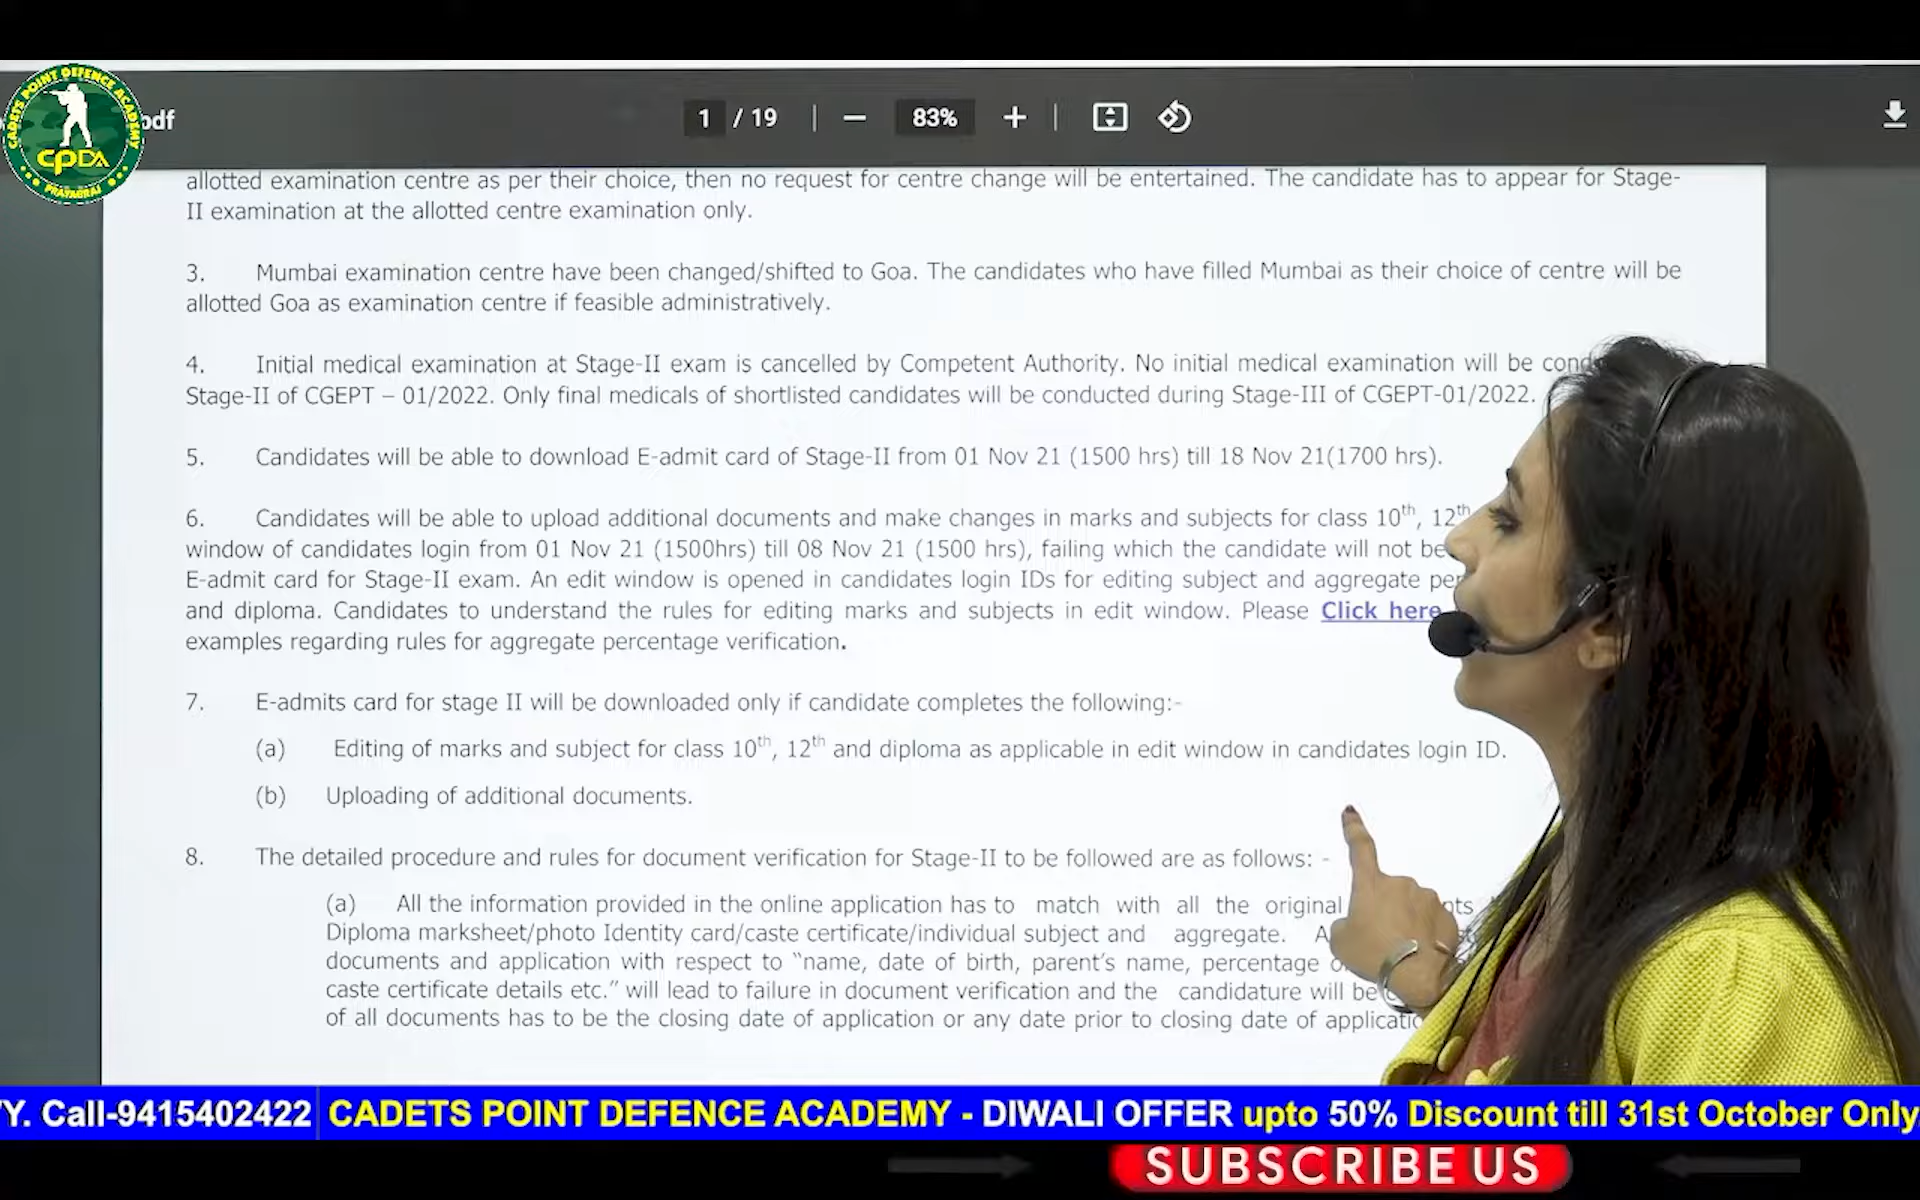 CADETS POINT DEFENCE ACADEMY
CPDA
PRAYAGRAJ
pdf
1 / 19
83%
allotted examination centre as per their choice, then no request for centre change will be entertained. The candidate has to appear for Stage-
II examination at the allotted centre examination only.
3. Mumbai examination centre have been changed/shifted to Goa. The candidates who have filled Mumbai as their choice of centre will be
allotted Goa as examination centre if feasible administratively.
4. Initial medical examination at Stage-II exam is cancelled by Competent Authority. No initial medical examination will be
Stage-II of CGEPT – 01/2022. Only final medicals of shortlisted candidates will be conducted during Stage-III of CGEPT-01/2022.
5. Candidates will be able to download E-admit card of Stage-II from 01 Nov 21 (1500 hrs) till 18 Nov 21(1700 hrs).
6. Candidates will be able to upload additional documents and make changes in marks and subjects for class 10th, 12th
window of candidates login from 01 Nov 21 (1500hrs) till 08 Nov 21 (1500 hrs), failing which the candidate will not be
E-admit card for Stage-II exam. An edit window is opened in candidates login IDs for editing subject and aggregate
and diploma. Candidates to understand the rules for editing marks and subjects in edit window. Please Click here
examples regarding rules for aggregate percentage verification.
7. E-admits card for stage II will be downloaded only if candidate completes the following:-
(a) Editing of marks and subject for class 10th, 12th and diploma as applicable in edit window in candidates login ID.
(b) Uploading of additional documents.
8. The detailed procedure and rules for document verification for Stage-II to be followed are as follows: -
(a) All the information provided in the online application has to match with all the original
Diploma marksheet/photo Identity card/caste certificate/individual subject and aggregate.
documents and application with respect to "name, date of birth, parent's name, percentage
caste certificate details etc." will lead to failure in document verification and the candidature will be
of all documents has to be the closing date of application or any date prior to closing date of
Y. Call-9415402422 CADETS POINT DEFENCE ACADEMY - DIWALI OFFER upto 50% Discount till 31st October Only
SUBSCRIBE US